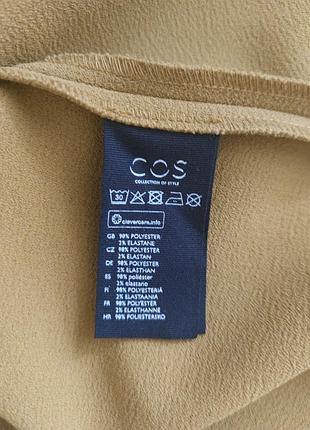 COS
COLLECTION OF STYLE
30
clevercare.info
GB 98% POLYESTER
2% ELASTANE
CZ 98% POLYESTER
2% ELASTAN
DE 98% POLYESTER
2% ELASTHAN
ES 98% poliéster
2% elastano
FI 98% POLYESTERIÄ
2% ELASTAANIA
FR 98% POLYESTER
2% ELASTHANNE
HR 98% POLIESTERSKO